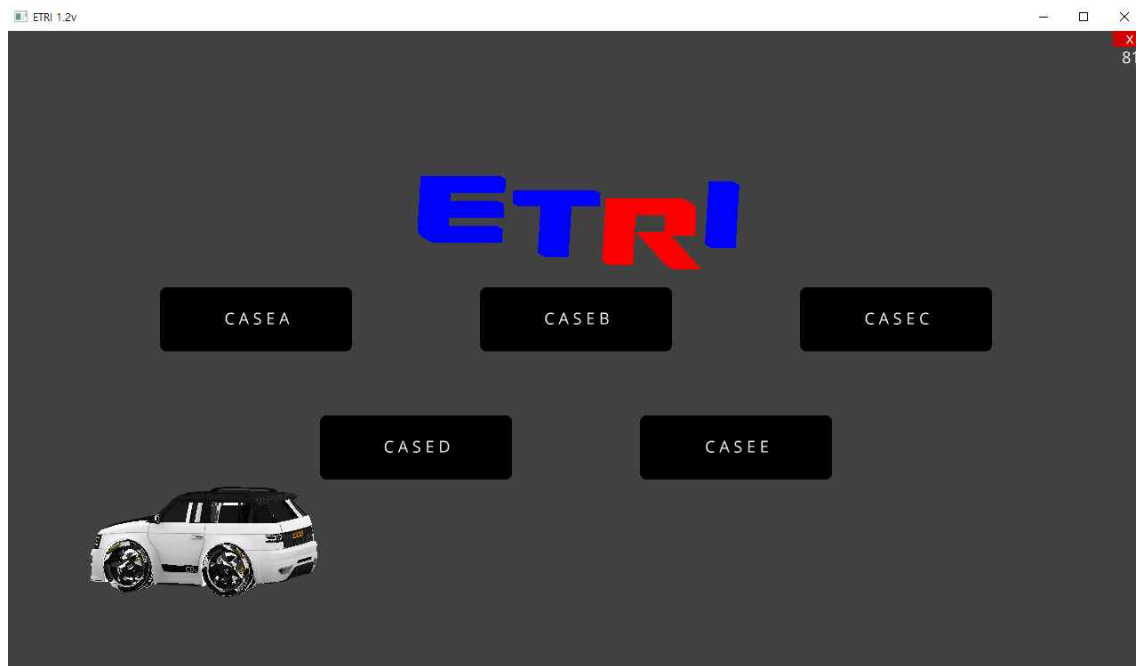 ETRI 1.2v
X
81
ETRI
CASEA CASEB CASEC
CASED CASEE